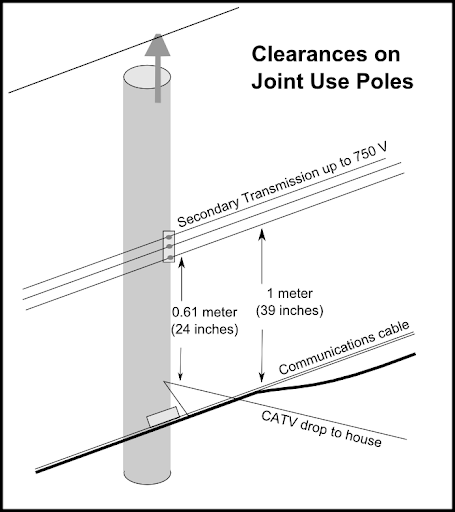 Clearances on
Joint Use Poles
Secondary Transmission up to 750 V
0.61 meter
(24 inches)
1 meter
(39 inches)
Communications cable
CATV drop to house